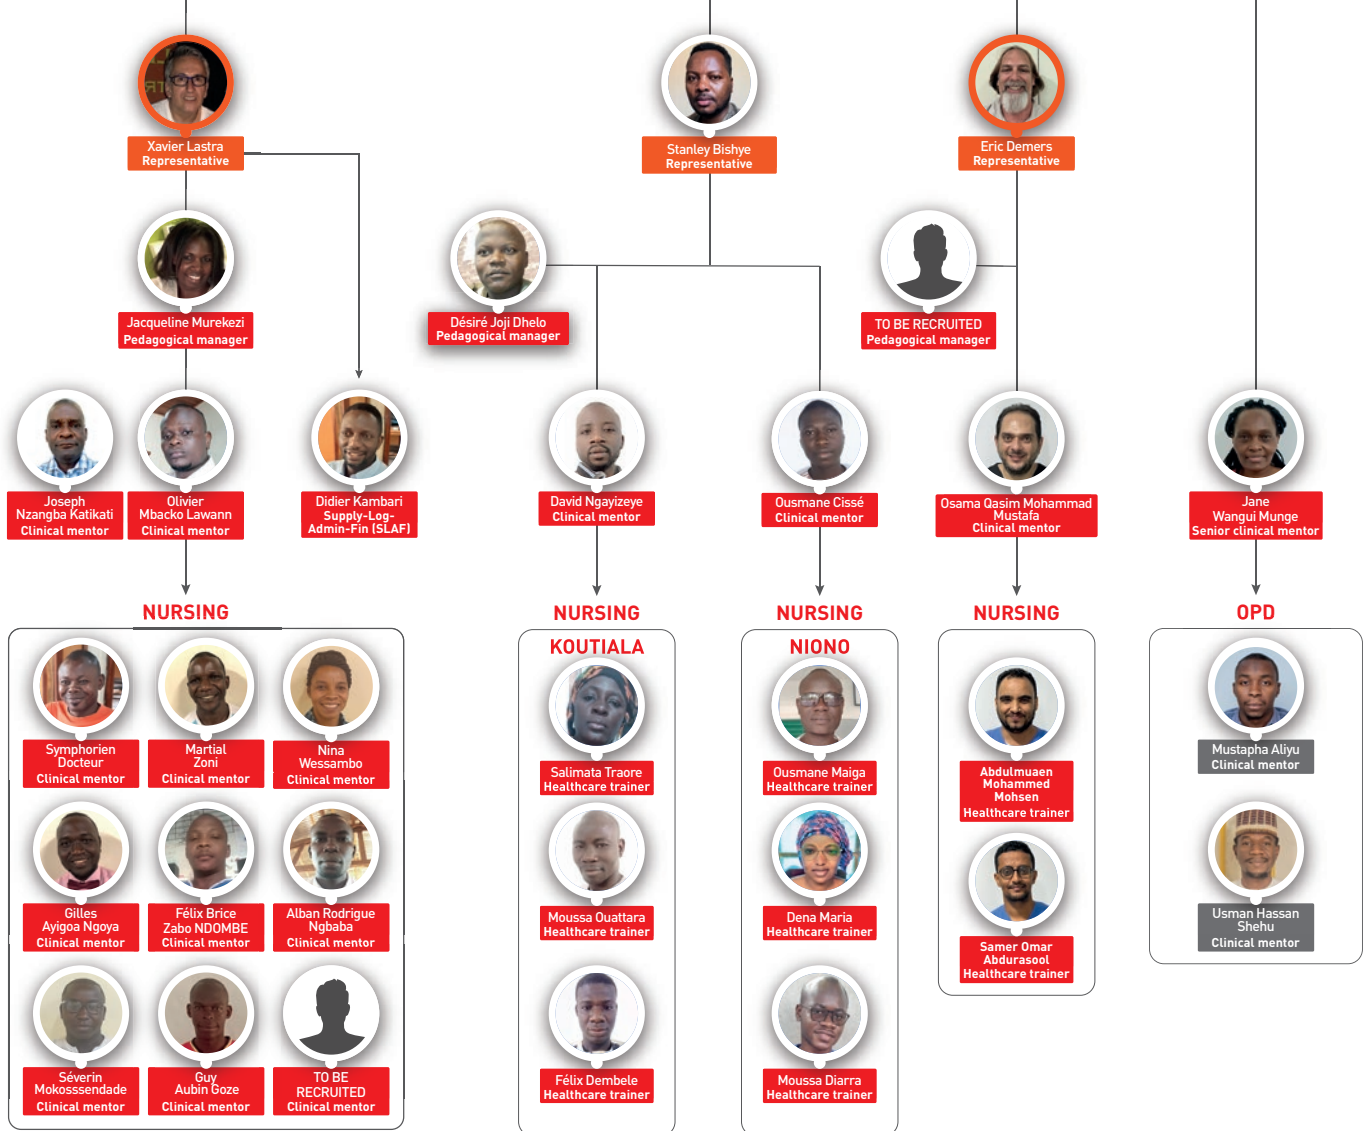 Xavier Lastra
Representative
Stanley Bishye
Representative
Eric Demers
Representative
Jacqueline Murekezi
Pedagogical manager
Désiré Joji Dhelo
Pedagogical manager
TO BE RECRUITED
Pedagogical manager
Joseph
Nzangba Katikati
Clinical mentor
Olivier
Mbacko Lawann
Clinical mentor
Didier Kambari
Supply-Log-
Admin-Fin (SLAF)
David Ngayizeye
Clinical mentor
Ousmane Cissé
Clinical mentor
Osama Qasim Mohammad
Mustafa
Clinical mentor
Jane
Wangui Munge
Senior clinical mentor
NURSING
Symphorien
Docteur
Clinical mentor
Martial
Zoni
Clinical mentor
Nina
Wessambo
Clinical mentor
Gilles
Ayigoa Ngoya
Clinical mentor
Félix Brice
Zabo NDOMBE
Clinical mentor
Alban Rodrigue
Ngbaba
Clinical mentor
Séverin
Mokosssendade
Clinical mentor
Guy
Aubin Goze
Clinical mentor
TO BE
RECRUITED
Clinical mentor
NURSING
KOUTIALA
Salimata Traore
Healthcare trainer
Moussa Ouattara
Healthcare trainer
Félix Dembele
Healthcare trainer
NURSING
NIONO
Ousmane Maiga
Healthcare trainer
Dena Maria
Healthcare trainer
Moussa Diarra
Healthcare trainer
NURSING
Abdulmuaen
Mohammed
Mohsen
Healthcare trainer
Samer Omar
Abdurasool
Healthcare trainer
OPD
Mustapha Aliyu
Clinical mentor
Usman Hassan
Shehu
Clinical mentor